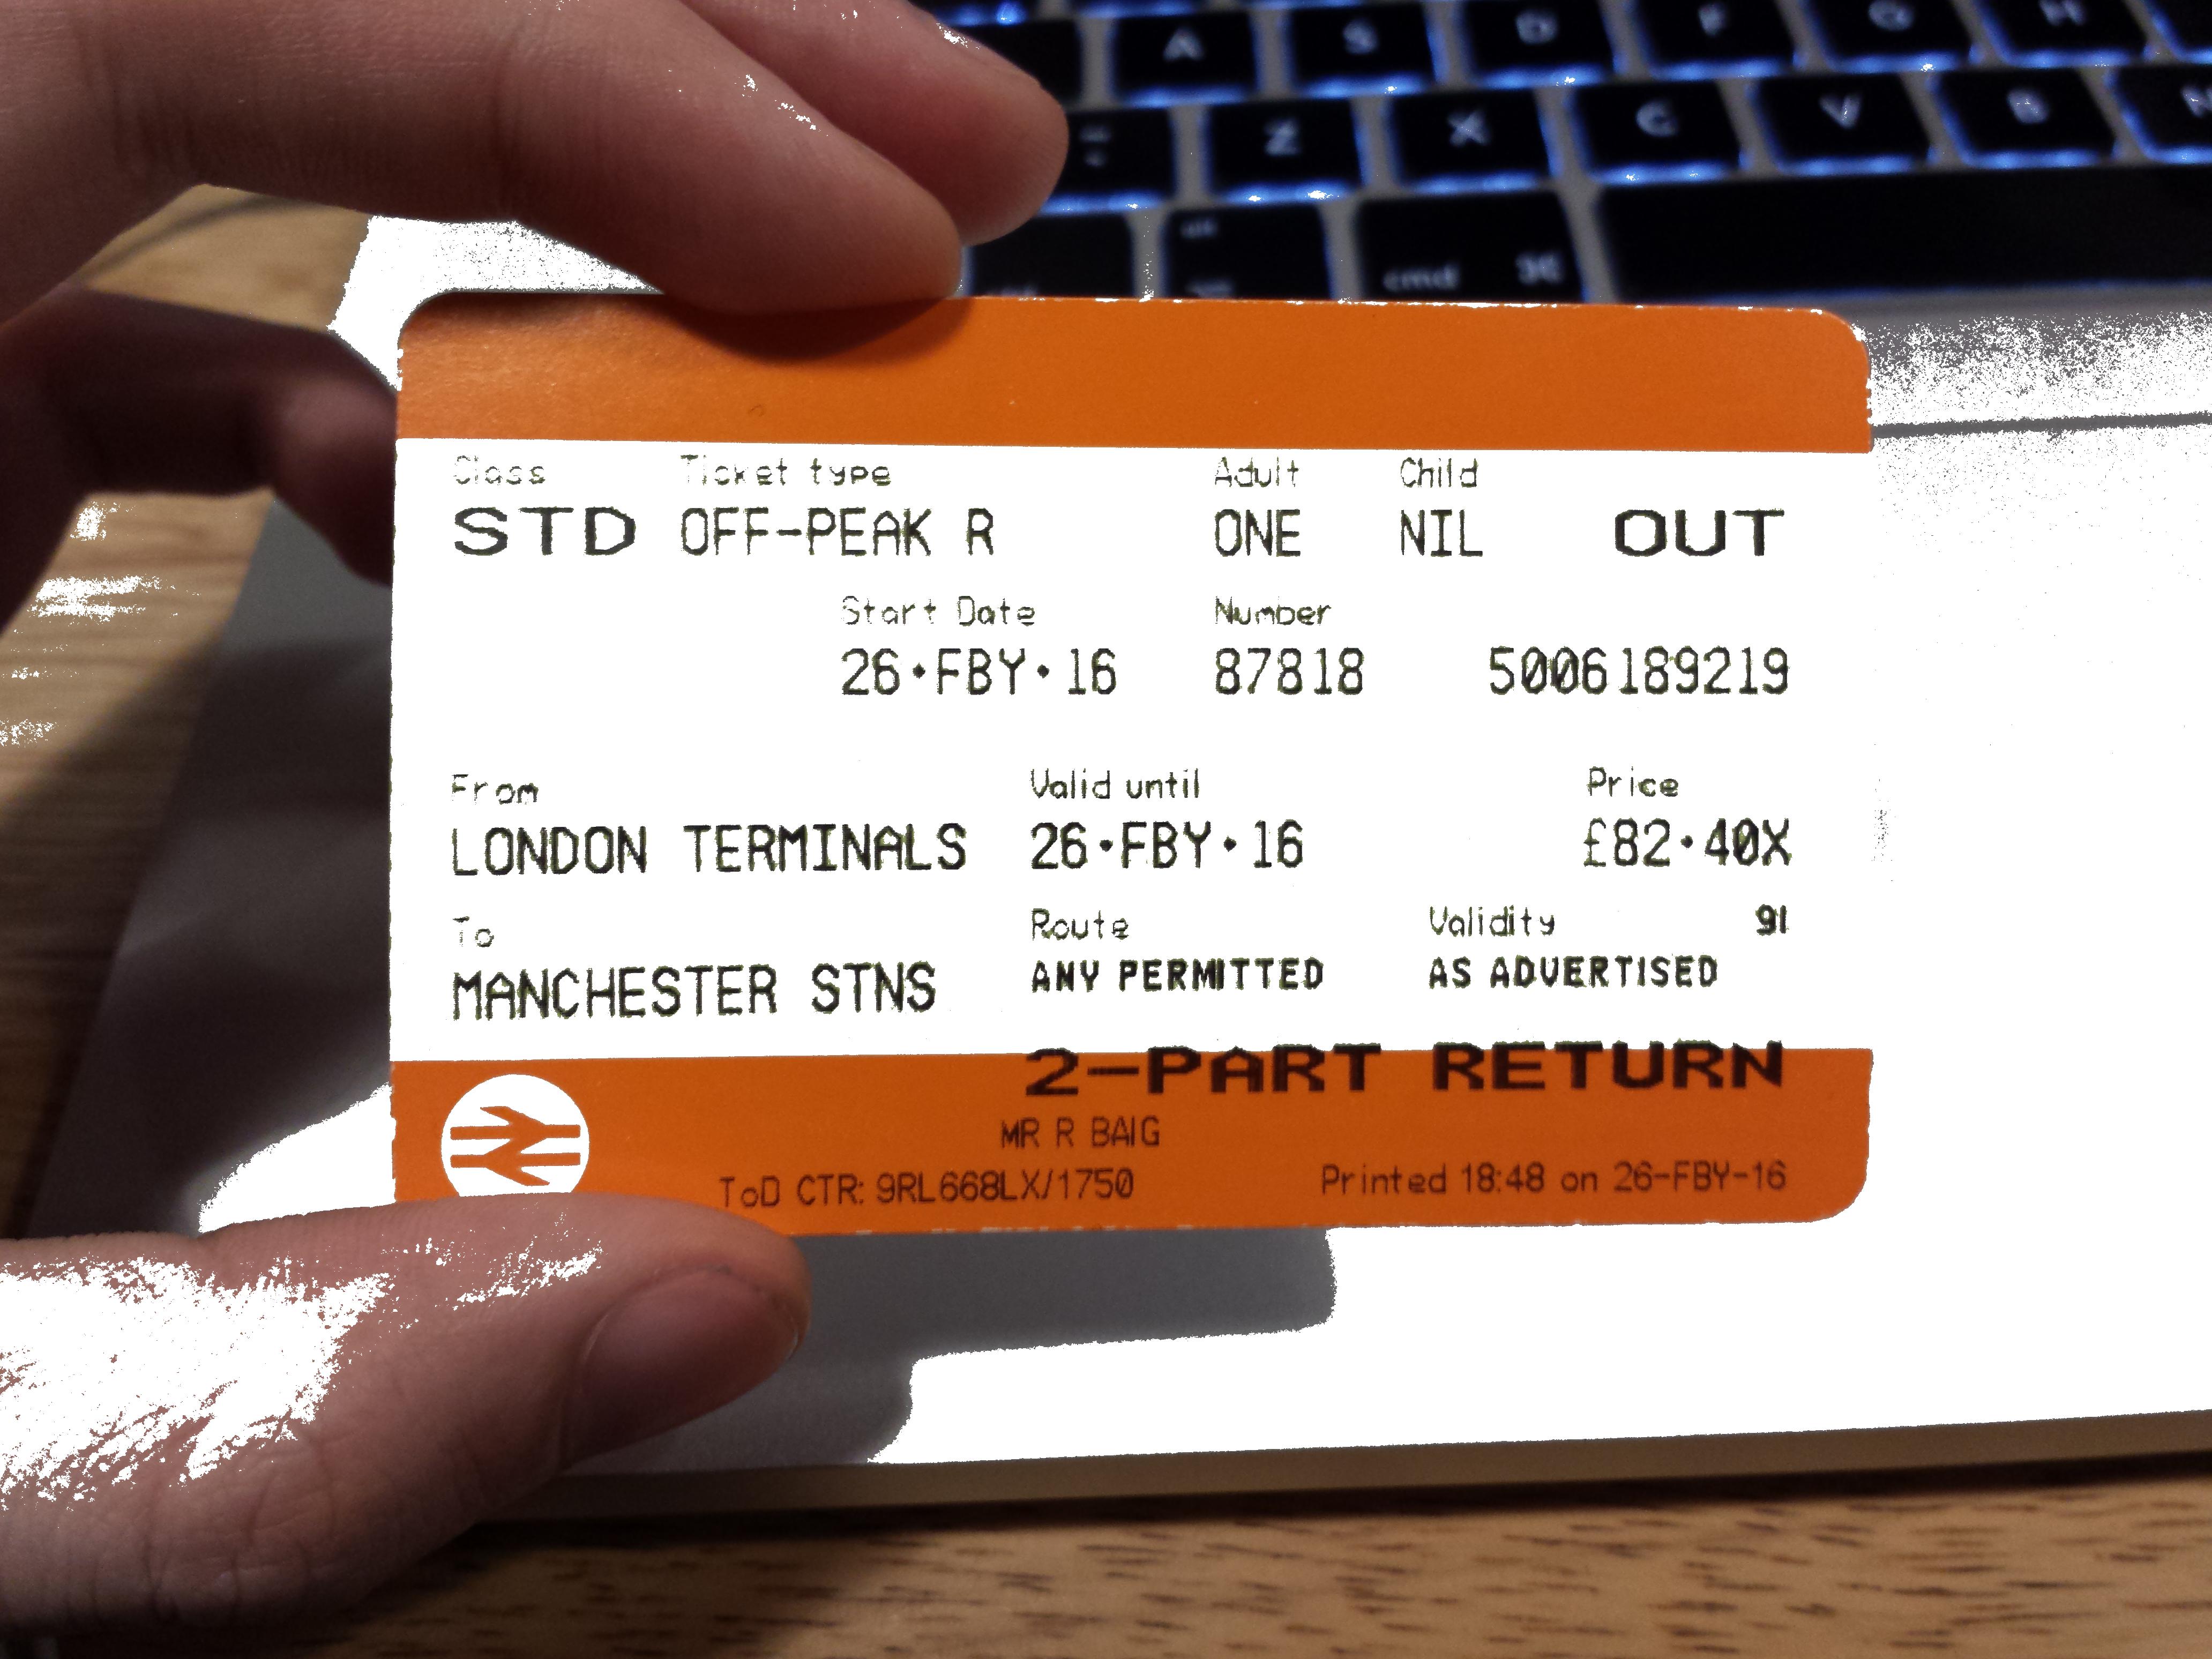 A S D F G H
Z X C V B N
alt cmd ⌘
Class Ticket type Adult Child
STD OFF-PEAK R ONE NIL OUT
Start Date Number
26·FBY·16 87818 5006189219
From Valid until Price
LONDON TERMINALS 26·FBY·16 £82·40X
To Route Validity 91
MANCHESTER STNS ANY PERMITTED AS ADVERTISED
2-PART RETURN
MR R BAIG
ToD CTR: 9RL668LX/1750 Printed 18:48 on 26-FBY-16